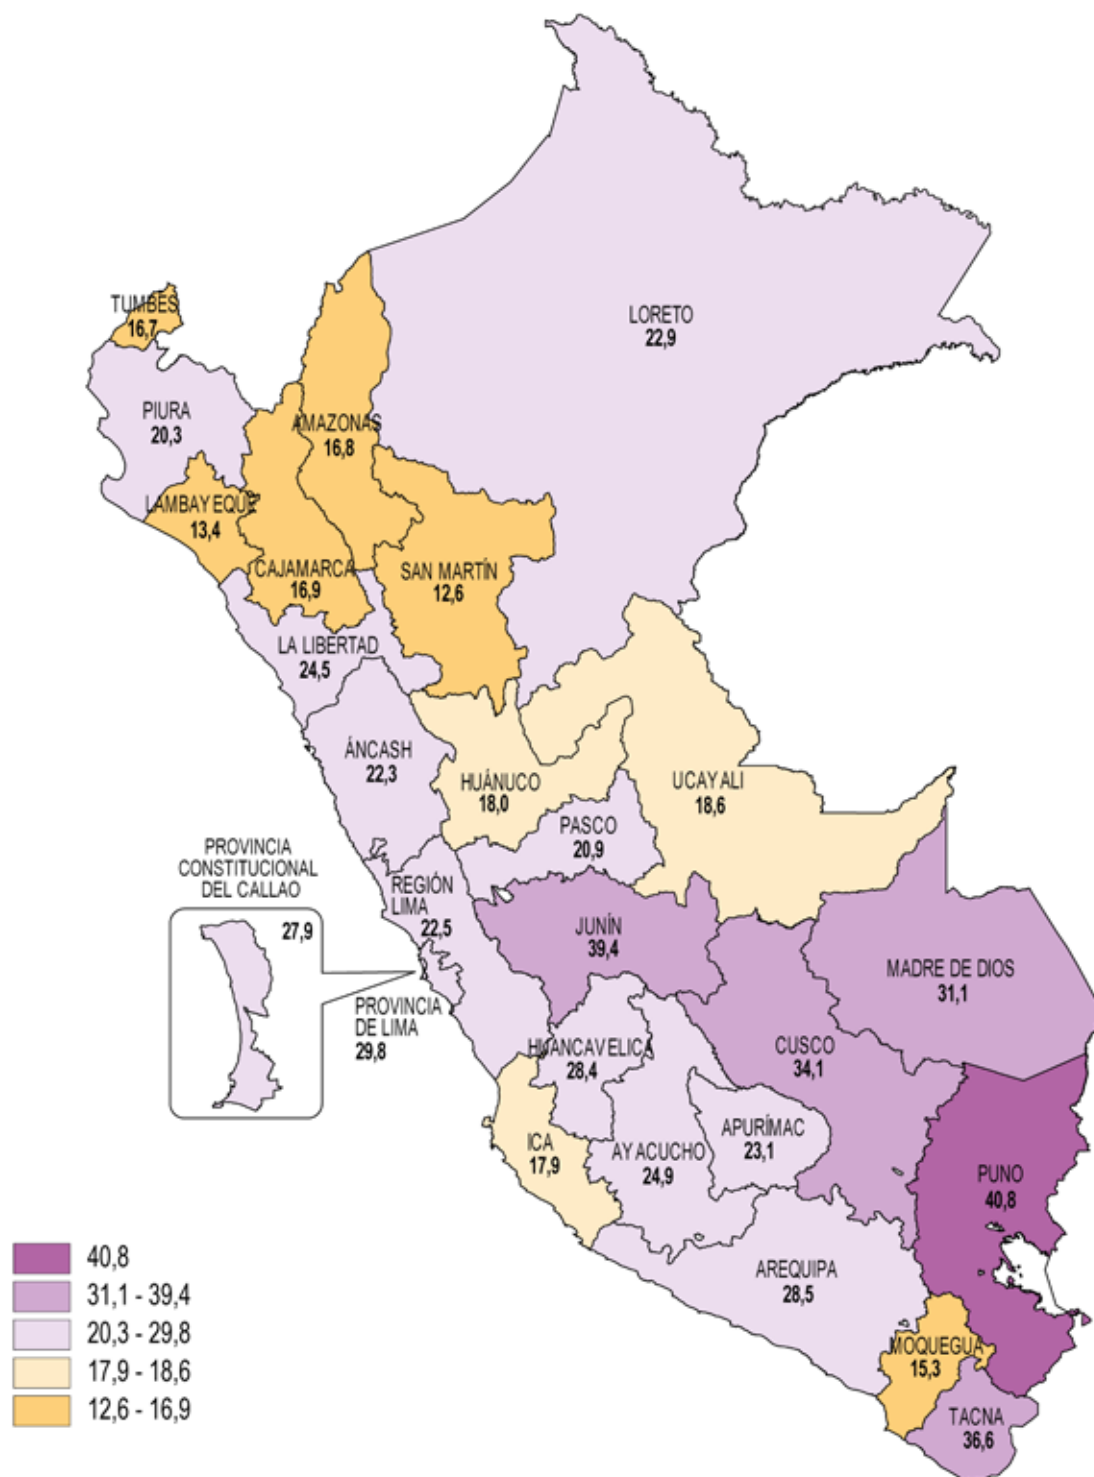 TUMBES
16,7
LORETO
22,9
PIURA
20,3
AMAZONAS
16,8
LAMBAYEQUE
13,4
CAJAMARCA
16,9
SAN MARTÍN
12,6
LA LIBERTAD
24,5
ÁNCASH
22,3
HUÁNUCO
18,0
UCAYALI
18,6
PASCO
20,9
PROVINCIA
CONSTITUCIONAL
DEL CALLAO
27,9
REGIÓN
LIMA
22,5
JUNÍN
39,4
MADRE DE DIOS
31,1
PROVINCIA
DE LIMA
29,8
HUANCAVELICA
28,4
CUSCO
34,1
ICA
17,9
AYACUCHO
24,9
APURÍMAC
23,1
PUNO
40,8
AREQUIPA
28,5
MOQUEGUA
15,3
TACNA
36,6
40,8
31,1 - 39,4
20,3 - 29,8
17,9 - 18,6
12,6 - 16,9